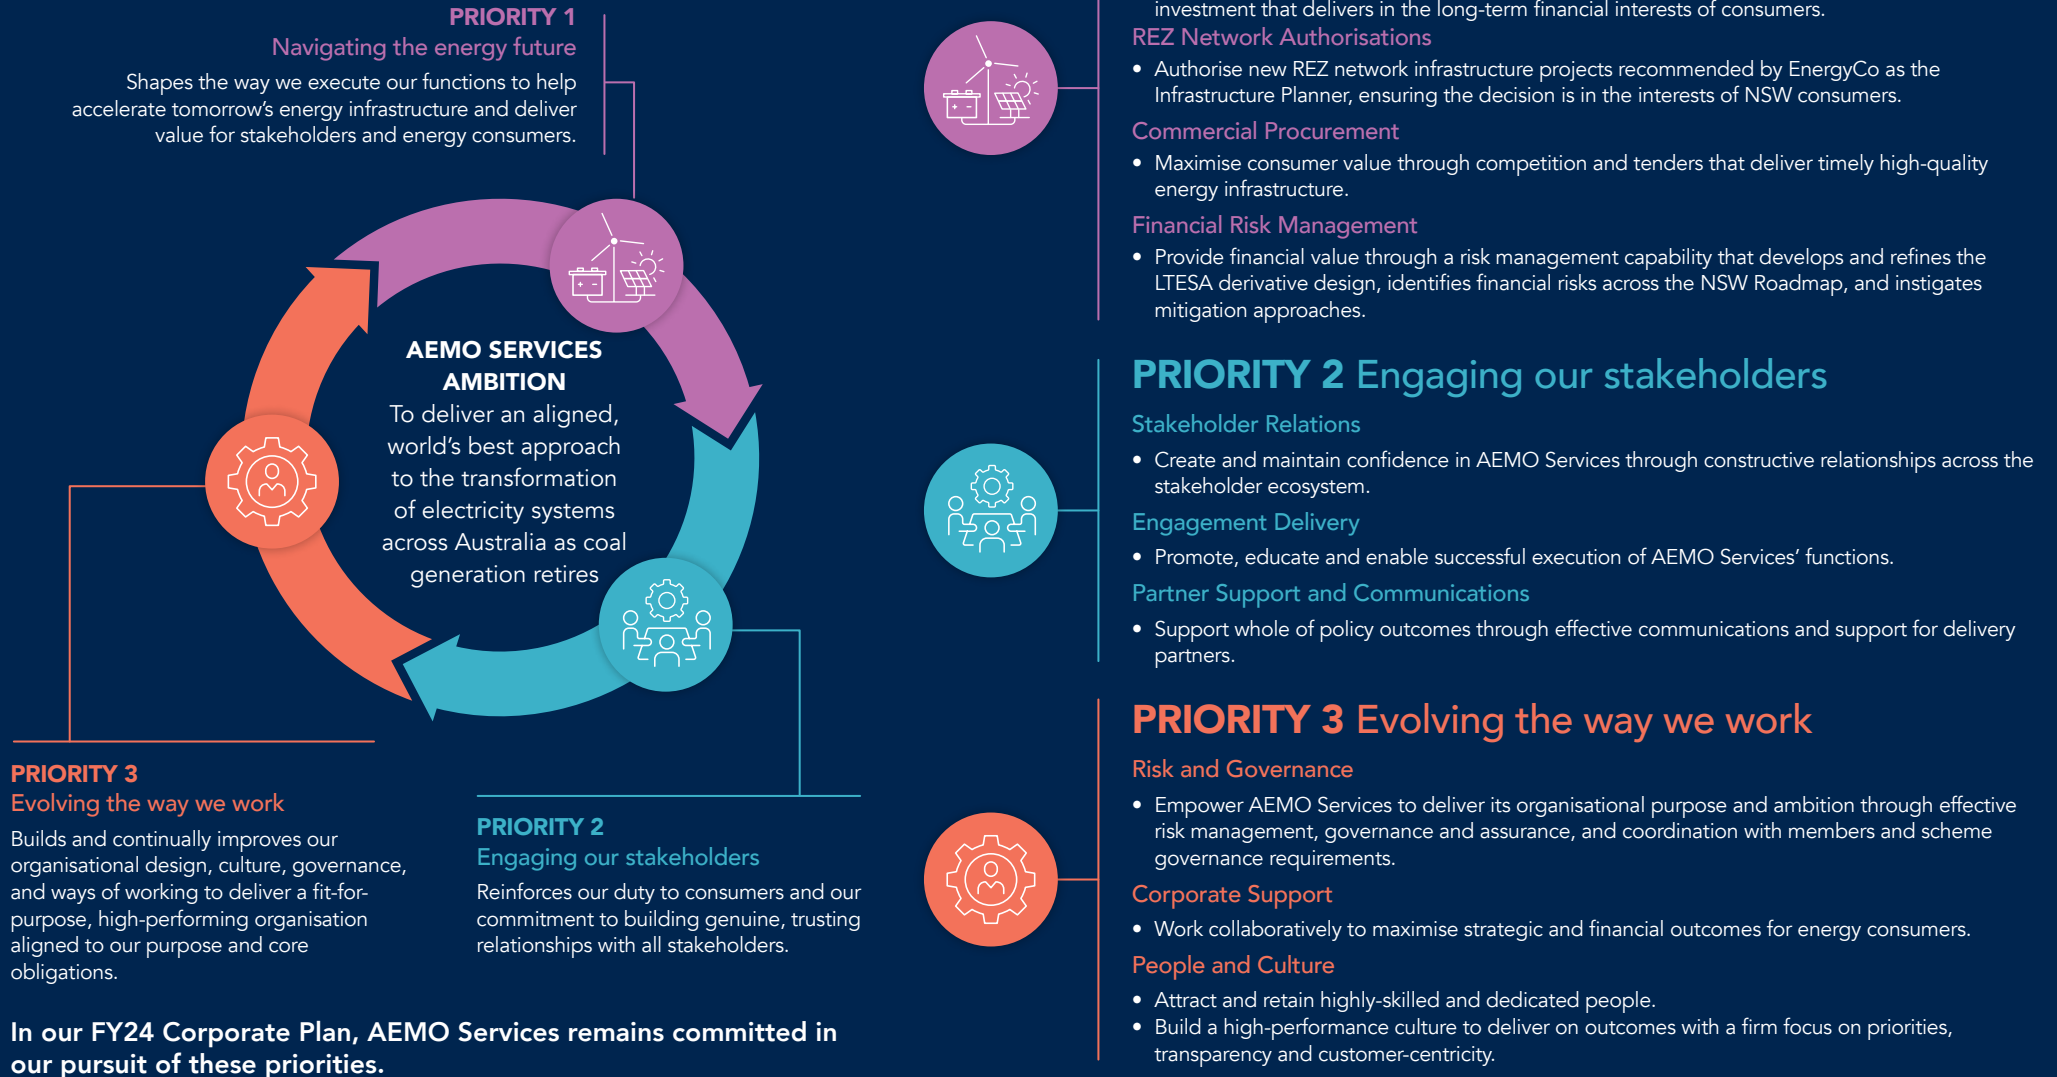 PRIORITY 1
Navigating the energy future
Shapes the way we execute our functions to help
accelerate tomorrow's energy infrastructure and deliver
value for stakeholders and energy consumers.
AEMO SERVICES
AMBITION
To deliver an aligned,
world's best approach
to the transformation
of electricity systems
across Australia as coal
generation retires
PRIORITY 3
Evolving the way we work
Builds and continually improves our
organisational design, culture, governance,
and ways of working to deliver a fit-for-
purpose, high-performing organisation
aligned to our purpose and core
obligations.
PRIORITY 2
Engaging our stakeholders
Reinforces our duty to consumers and our
commitment to building genuine, trusting
relationships with all stakeholders.
In our FY24 Corporate Plan, AEMO Services remains committed in
our pursuit of these priorities.
investment that delivers in the long-term financial interests of consumers.
REZ Network Authorisations
• Authorise new REZ network infrastructure projects recommended by EnergyCo as the
Infrastructure Planner, ensuring the decision is in the interests of NSW consumers.
Commercial Procurement
• Maximise consumer value through competition and tenders that deliver timely high-quality
energy infrastructure.
Financial Risk Management
• Provide financial value through a risk management capability that develops and refines the
LTESA derivative design, identifies financial risks across the NSW Roadmap, and instigates
mitigation approaches.
PRIORITY 2 Engaging our stakeholders
Stakeholder Relations
• Create and maintain confidence in AEMO Services through constructive relationships across the
stakeholder ecosystem.
Engagement Delivery
• Promote, educate and enable successful execution of AEMO Services' functions.
Partner Support and Communications
• Support whole of policy outcomes through effective communications and support for delivery
partners.
PRIORITY 3 Evolving the way we work
Risk and Governance
• Empower AEMO Services to deliver its organisational purpose and ambition through effective
risk management, governance and assurance, and coordination with members and scheme
governance requirements.
Corporate Support
• Work collaboratively to maximise strategic and financial outcomes for energy consumers.
People and Culture
• Attract and retain highly-skilled and dedicated people.
• Build a high-performance culture to deliver on outcomes with a firm focus on priorities,
transparency and customer-centricity.